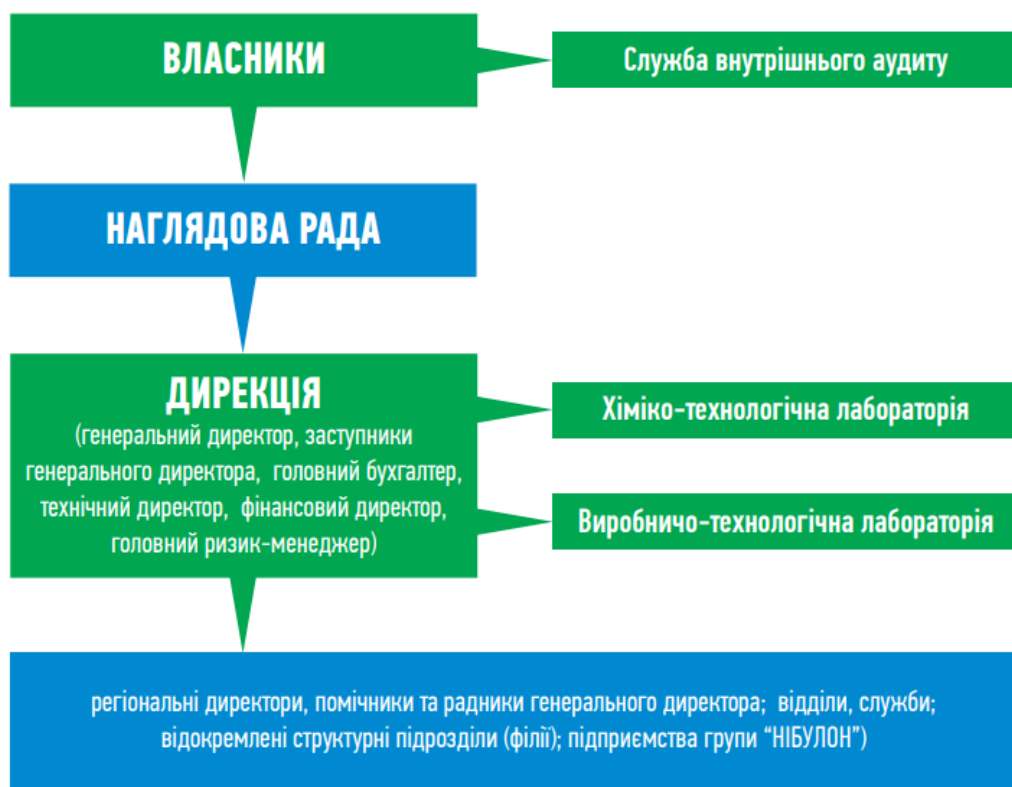 ВЛАСНИКИ
Служба внутрішнього аудиту
НАГЛЯДОВА РАДА
ДИРЕКЦІЯ
(генеральний директор, заступники
генерального директора, головний бухгалтер,
технічний директор, фінансовий директор,
головний ризик-менеджер)
Хіміко-технологічна лабораторія
Виробничо-технологічна лабораторія
регіональні директори, помічники та радники генерального директора; відділи, служби;
відокремлені структурні підрозділи (філії); підприємства групи “НІБУЛОН”)